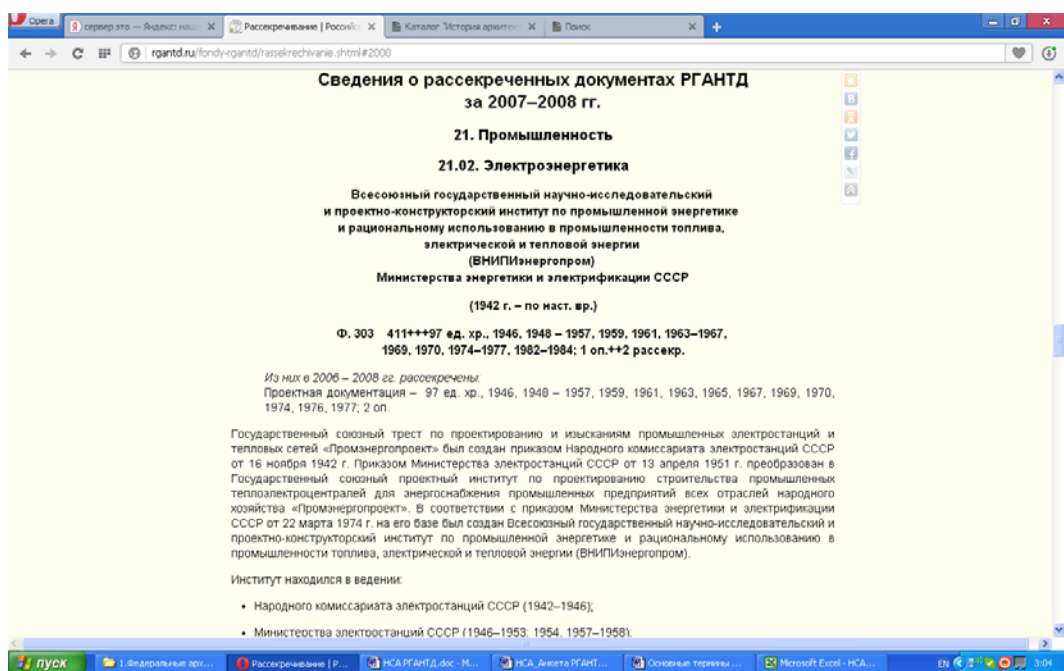 Opera
сервер это — Яндекс: наш
Рассекречивание | Российс
Каталог "История архитек
Поиск
rgantd.ru/fondy-rgantd/rassekrechivanie.shtml#2008
Сведения о рассекреченных документах РГАНТД
за 2007–2008 гг.
21. Промышленность
21.02. Электроэнергетика
Всесоюзный государственный научно-исследовательский
и проектно-конструкторский институт по промышленной энергетике
и рациональному использованию в промышленности топлива,
электрической и тепловой энергии
(ВНИПИэнергопром)
Министерства энергетики и электрификации СССР
(1942 г. – по наст. вр.)
Ф. 303 411+++97 ед. хр., 1946, 1948 – 1957, 1959, 1961, 1963–1967,
1969, 1970, 1974–1977, 1982–1984; 1 оп.++2 рассекр.
Из них в 2006 – 2008 гг. рассекречены:
Проектная документация – 97 ед. хр., 1946, 1948 – 1957, 1959, 1961, 1963, 1965, 1967, 1969, 1970,
1974, 1976, 1977; 2 оп.
Государственный союзный трест по проектированию и изысканиям промышленных электростанций и
тепловых сетей «Промэнергопроект» был создан приказом Народного комиссариата электростанций СССР
от 16 ноября 1942 г. Приказом Министерства электростанций СССР от 13 апреля 1951 г. преобразован в
Государственный союзный проектный институт по проектированию строительства промышленных
теплоэлектроцентралей для энергоснабжения промышленных предприятий всех отраслей народного
хозяйства «Промэнергопроект». В соответствии с приказом Министерства энергетики и электрификации
СССР от 22 марта 1974 г. на его базе был создан Всесоюзный государственный научно-исследовательский и
проектно-конструкторский институт по промышленной энергетике и рациональному использованию в
промышленности топлива, электрической и тепловой энергии (ВНИПИэнергопром).
Институт находился в ведении:
• Народного комиссариата электростанций СССР (1942–1946);
• Министерства электростанций СССР (1946–1953; 1954, 1957–1958);
пуск
1.Федеральные арх...
Рассекречивание | Р...
НСА РГАНТД.doc - М...
НСА_Анкета РГАНТ...
Основные термины ...
Microsoft Excel - НСА...
EN